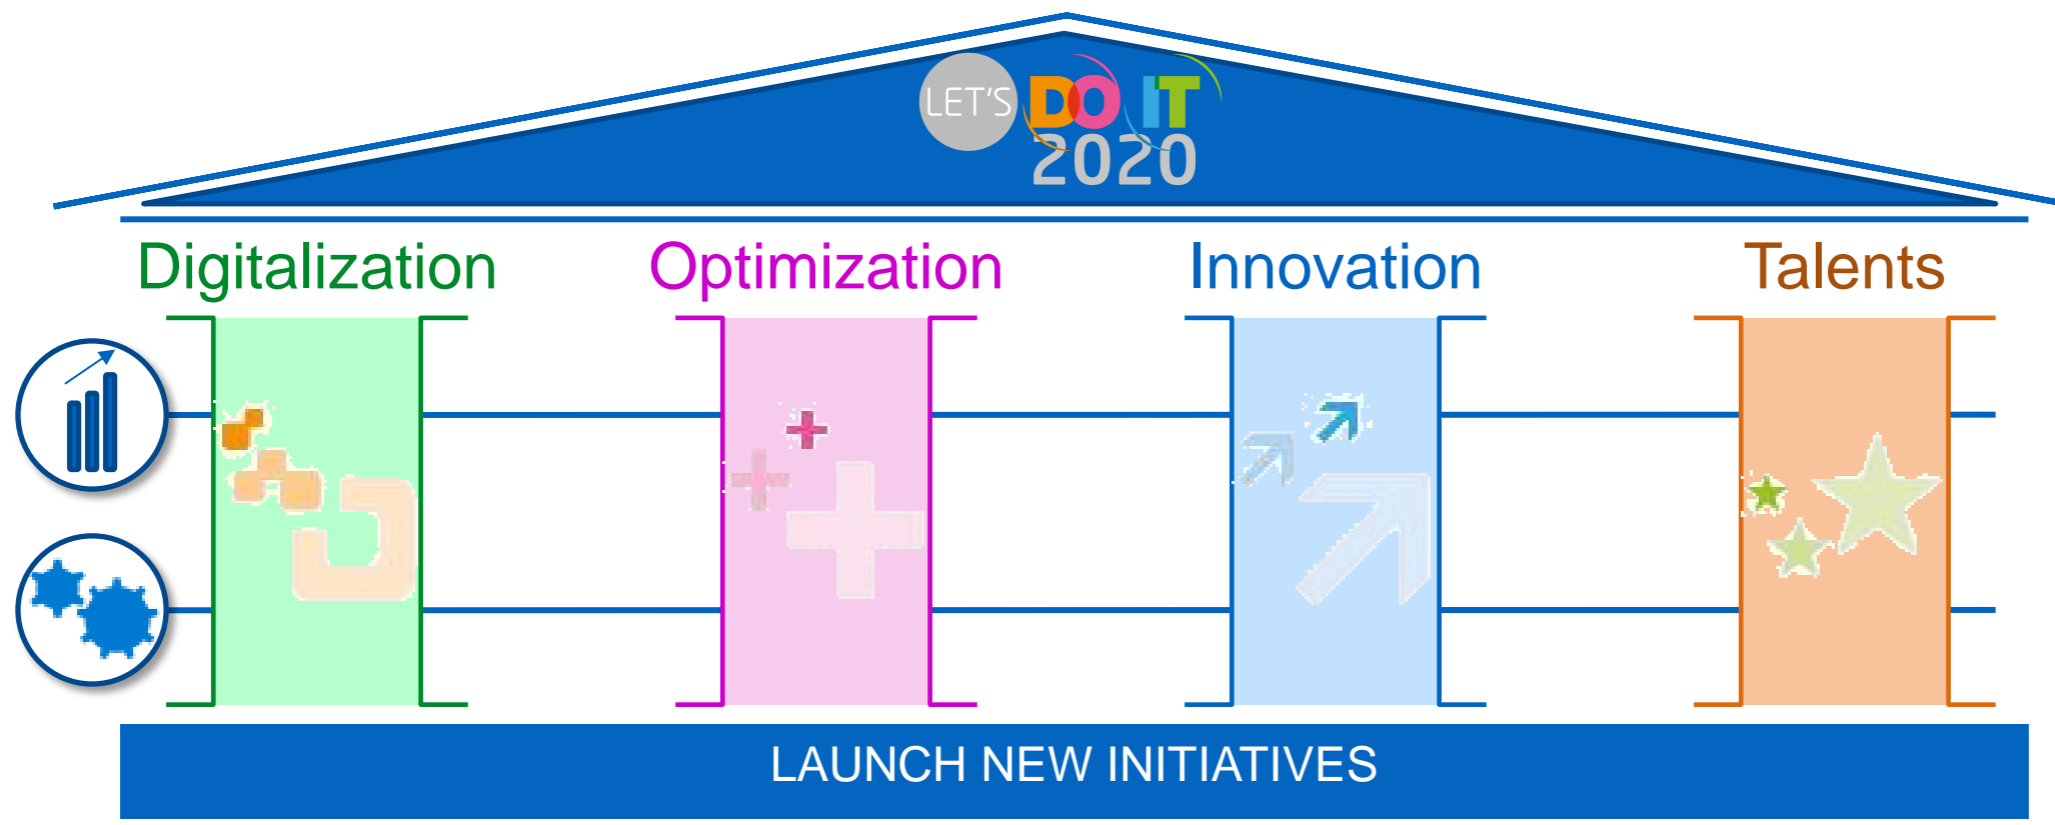 LET'S DO IT
2020
Digitalization Optimization Innovation Talents
LAUNCH NEW INITIATIVES